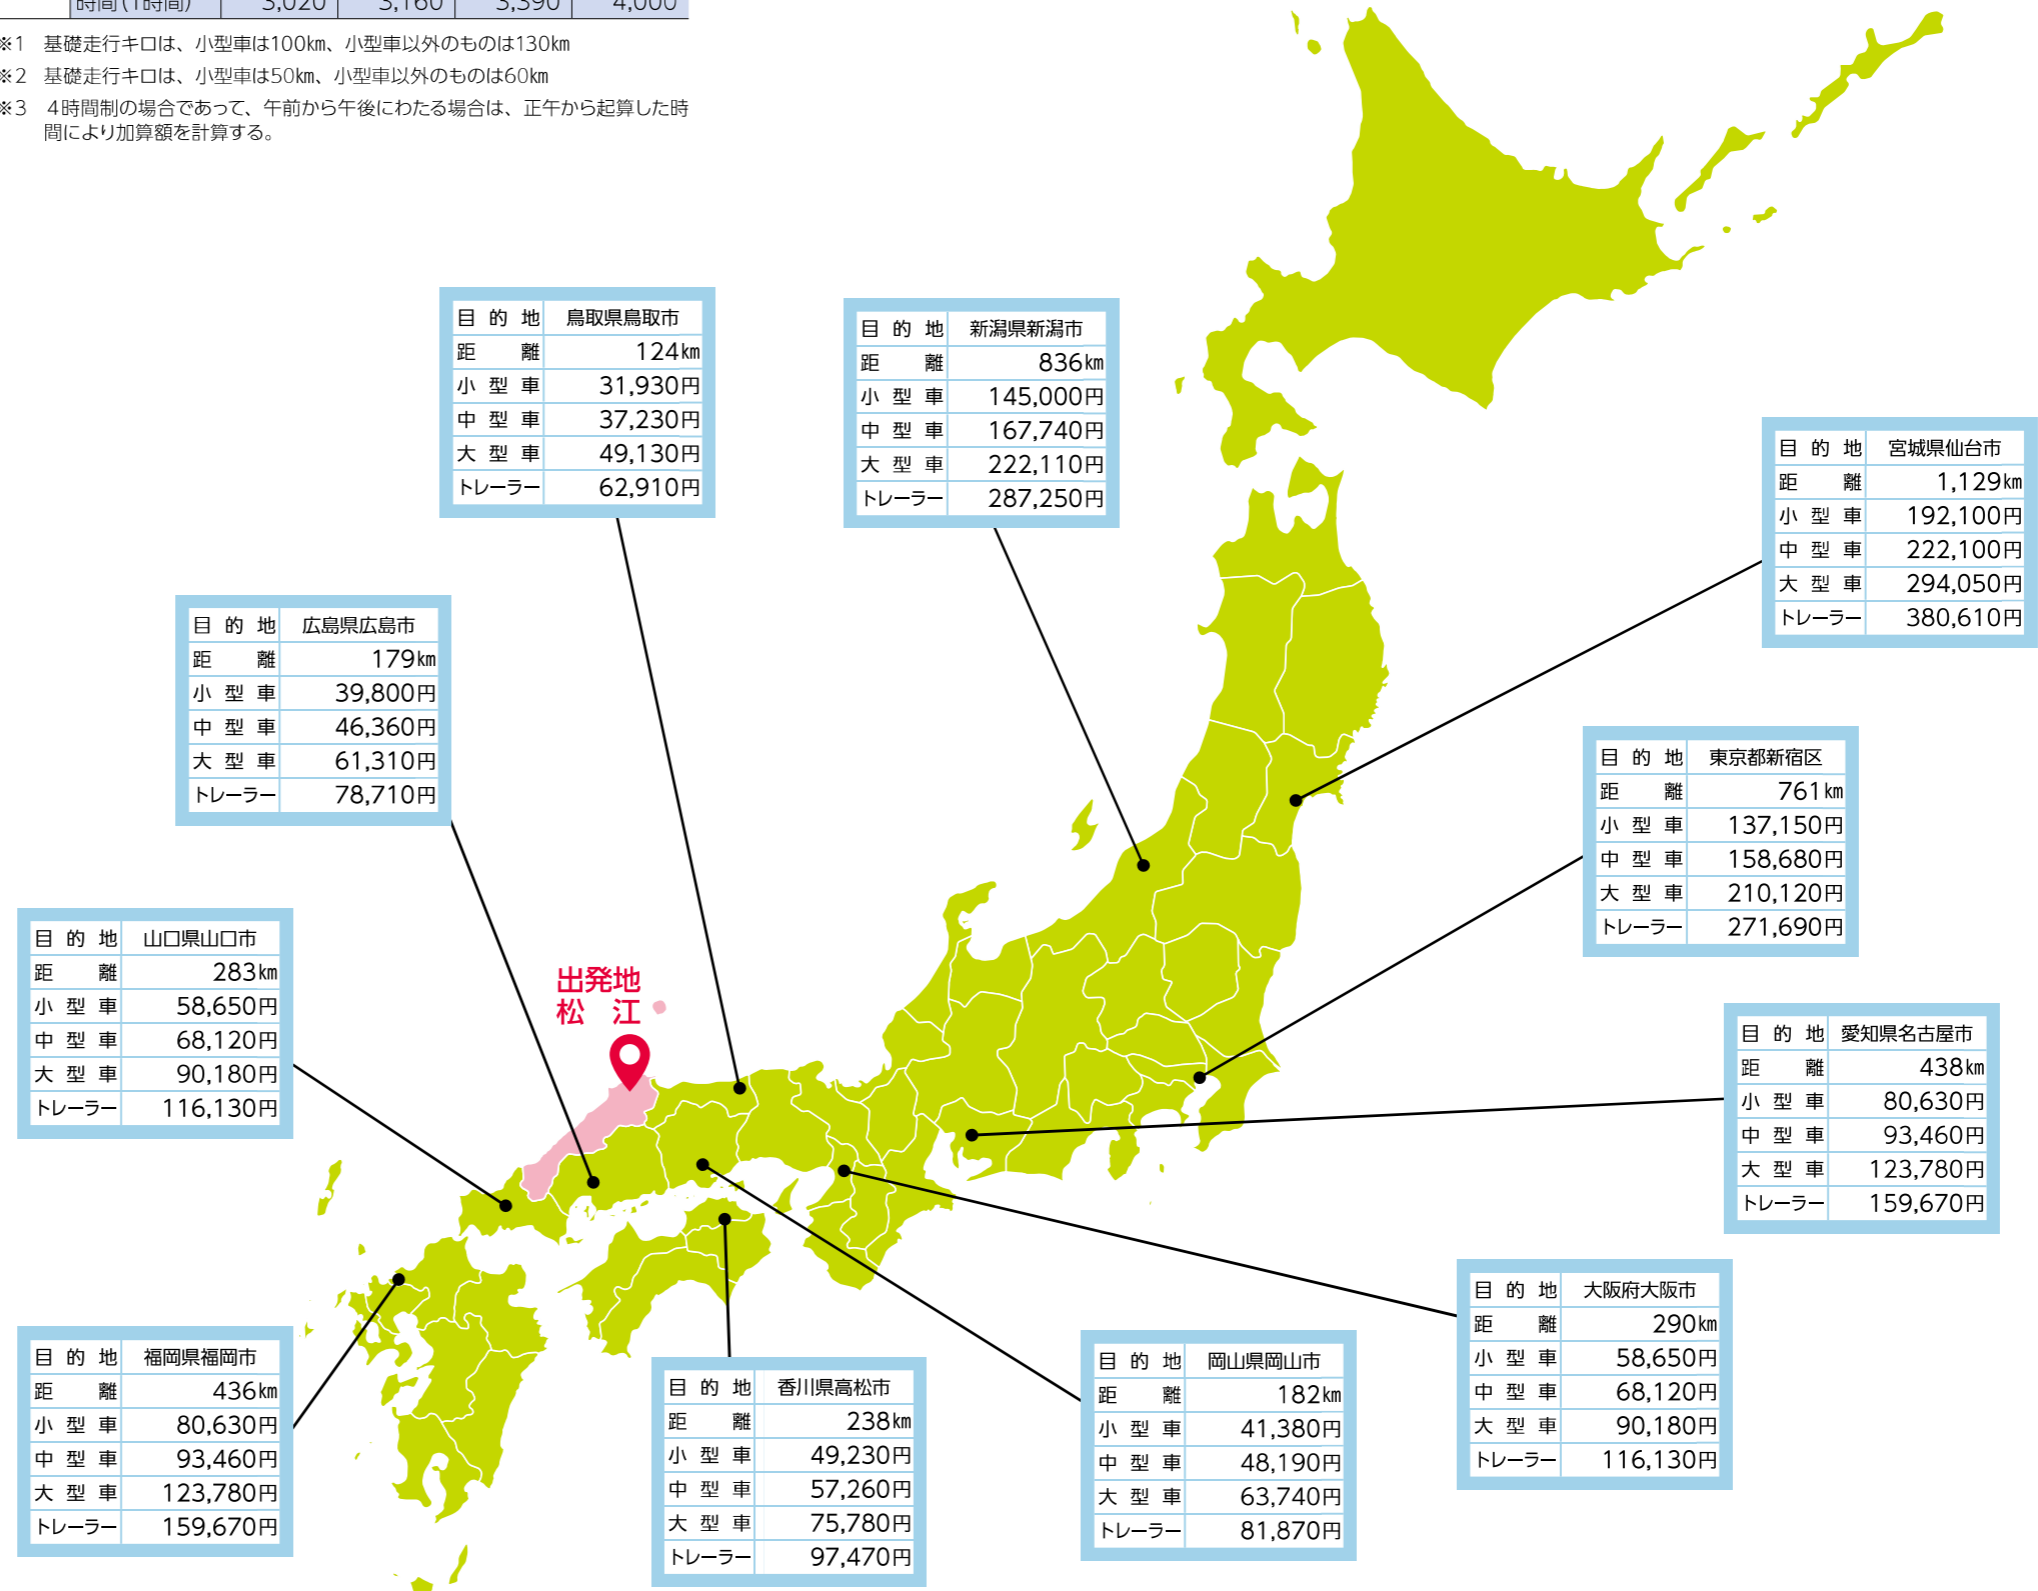 時間(1時間) 3,020 3,160 3,390 4,000
※1 基礎走行キロは、小型車は100㎞、小型車以外のものは130㎞
※2 基礎走行キロは、小型車は50㎞、小型車以外のものは60㎞
※3 4時間制の場合であって、午前から午後にわたる場合は、正午から起算した時
間により加算額を計算する。
目的地 鳥取県鳥取市
距離 124㎞
小型車 31,930円
中型車 37,230円
大型車 49,130円
トレーラー 62,910円
目的地 新潟県新潟市
距離 836㎞
小型車 145,000円
中型車 167,740円
大型車 222,110円
トレーラー 287,250円
目的地 宮城県仙台市
距離 1,129㎞
小型車 192,100円
中型車 222,100円
大型車 294,050円
トレーラー 380,610円
目的地 広島県広島市
距離 179㎞
小型車 39,800円
中型車 46,360円
大型車 61,310円
トレーラー 78,710円
目的地 東京都新宿区
距離 761㎞
小型車 137,150円
中型車 158,680円
大型車 210,120円
トレーラー 271,690円
目的地 山口県山口市
距離 283㎞
小型車 58,650円
中型車 68,120円
大型車 90,180円
トレーラー 116,130円
出発地
松江
目的地 愛知県名古屋市
距離 438㎞
小型車 80,630円
中型車 93,460円
大型車 123,780円
トレーラー 159,670円
目的地 大阪府大阪市
距離 290㎞
小型車 58,650円
中型車 68,120円
大型車 90,180円
トレーラー 116,130円
目的地 福岡県福岡市
距離 436㎞
小型車 80,630円
中型車 93,460円
大型車 123,780円
トレーラー 159,670円
目的地 香川県高松市
距離 238㎞
小型車 49,230円
中型車 57,260円
大型車 75,780円
トレーラー 97,470円
目的地 岡山県岡山市
距離 182㎞
小型車 41,380円
中型車 48,190円
大型車 63,740円
トレーラー 81,870円